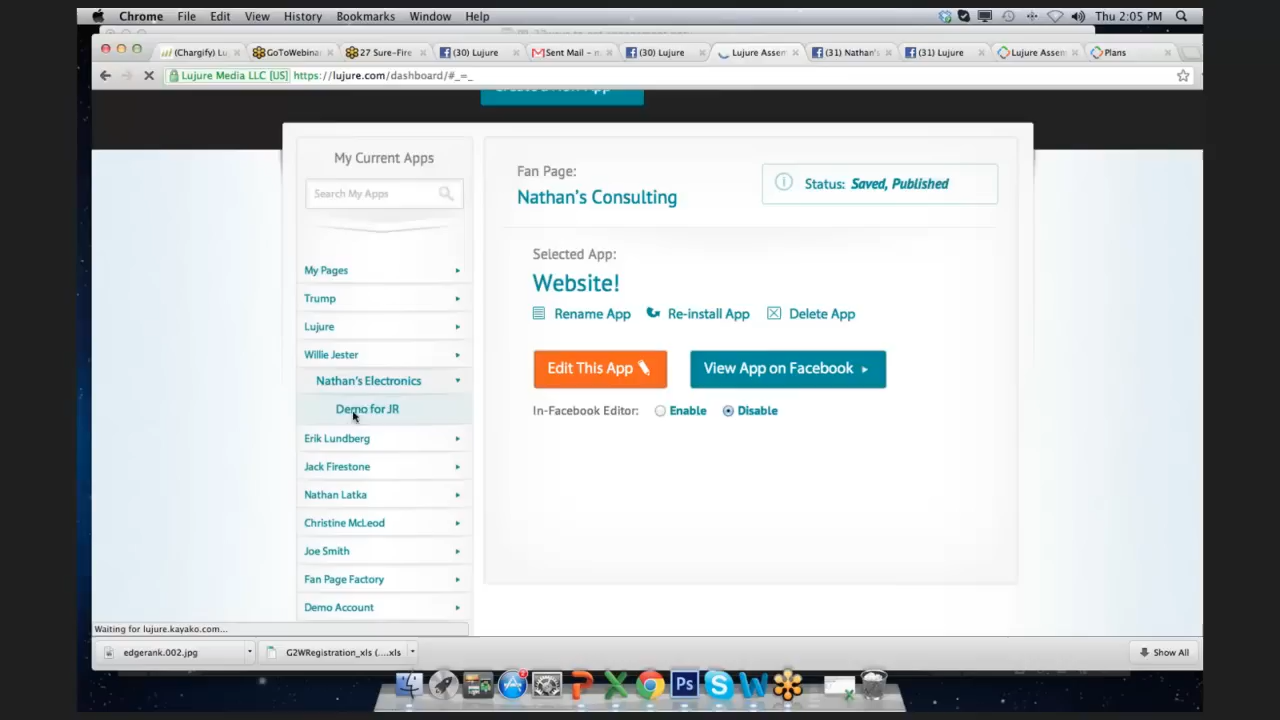 Chrome File Edit View History Bookmarks Window Help Thu 2:05 PM
(Chargify) Lu GoToWebina 27 Sure-Fire (30) Lujure Sent Mail – (30) Lujure Lujure Assem (31) Nathan's (31) Lujure Lujure Assem Plans
Lujure Media LLC [US] https://lujure.com/dashboard/#_=_
My Current Apps
Search My Apps
My Pages
Trump
Lujure
Willie Jester
Nathan's Electronics
Demo for JR
Erik Lundberg
Jack Firestone
Nathan Latka
Christine McLeod
Joe Smith
Fan Page Factory
Demo Account
Fan Page:
Nathan's Consulting
Status: Saved, Published
Selected App:
Website!
Rename App Re-install App Delete App
Edit This App View App on Facebook
In-Facebook Editor: Enable Disable
Waiting for lujure.kayako.com...
edgerank.002.jpg G2WRegistration_xls (....xls Show All
Ps